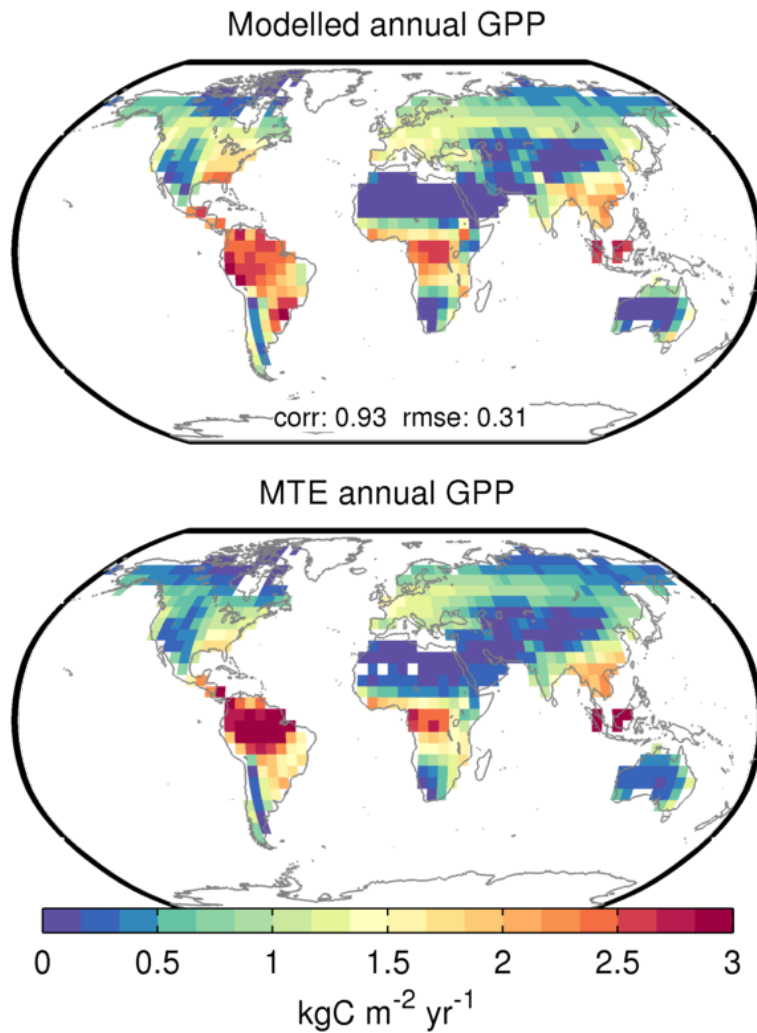 Modelled annual GPP
corr: 0.93 rmse: 0.31
MTE annual GPP
0 0.5 1 1.5 2 2.5 3
kgC m⁻² yr⁻¹